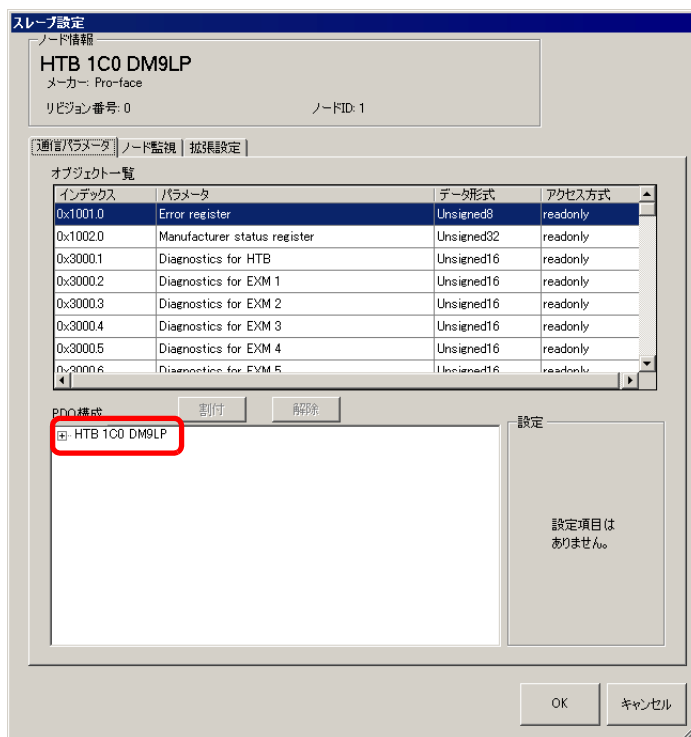 スレーブ設定
ノード情報
HTB 1C0 DM9LP
メーカー: Pro-face
リビジョン番号: 0 ノードID: 1
通信パラメータ ノード監視 拡張設定
オブジェクト一覧
インデックス パラメータ データ形式 アクセス方式
0x1001.0 Error register Unsigned8 readonly
0x1002.0 Manufacturer status register Unsigned32 readonly
0x3000.1 Diagnostics for HTB Unsigned16 readonly
0x3000.2 Diagnostics for EXM 1 Unsigned16 readonly
0x3000.3 Diagnostics for EXM 2 Unsigned16 readonly
0x3000.4 Diagnostics for EXM 3 Unsigned16 readonly
0x3000.5 Diagnostics for EXM 4 Unsigned16 readonly
0x3000.6 Diagnostics for EXM 5 Unsigned16 readonly
PDO構成 割付 解除
HTB 1C0 DM9LP
設定
設定項目は
ありません。
OK キャンセル